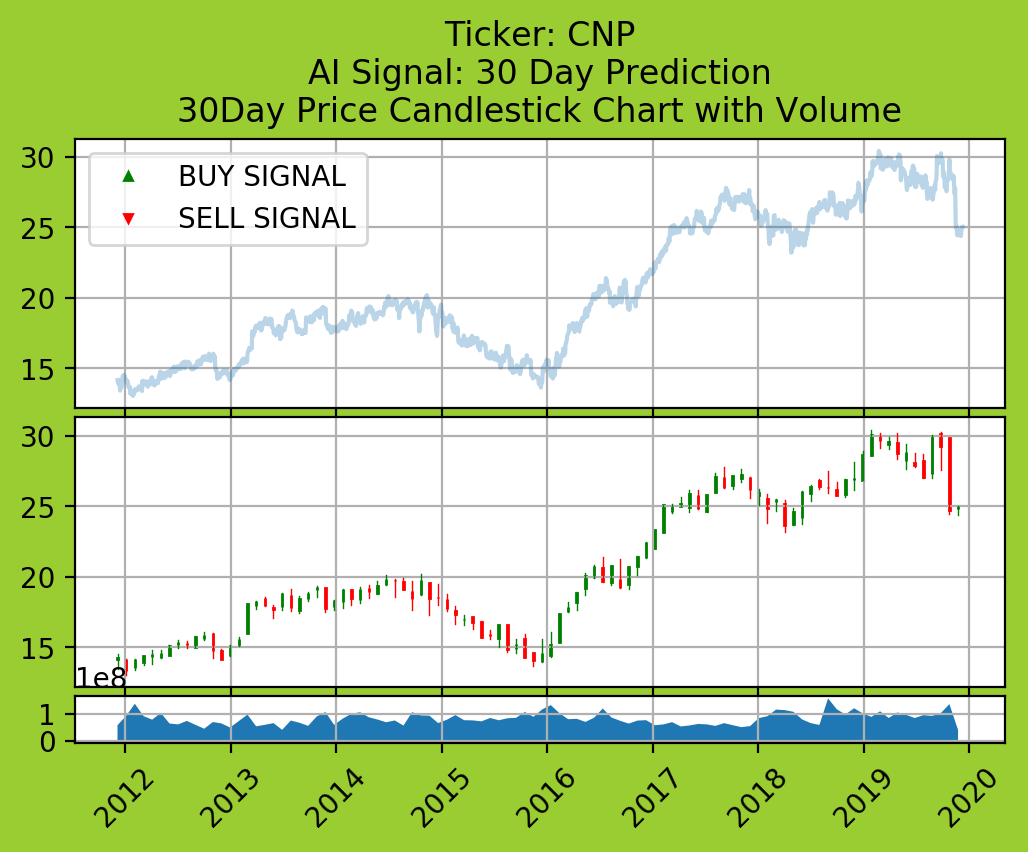 Ticker: CNP
AI Signal: 30 Day Prediction
30Day Price Candlestick Chart with Volume
30
25
20
15
BUY SIGNAL
SELL SIGNAL
30
25
20
15
1e8
1
0
2012 2013 2014 2015 2016 2017 2018 2019 2020